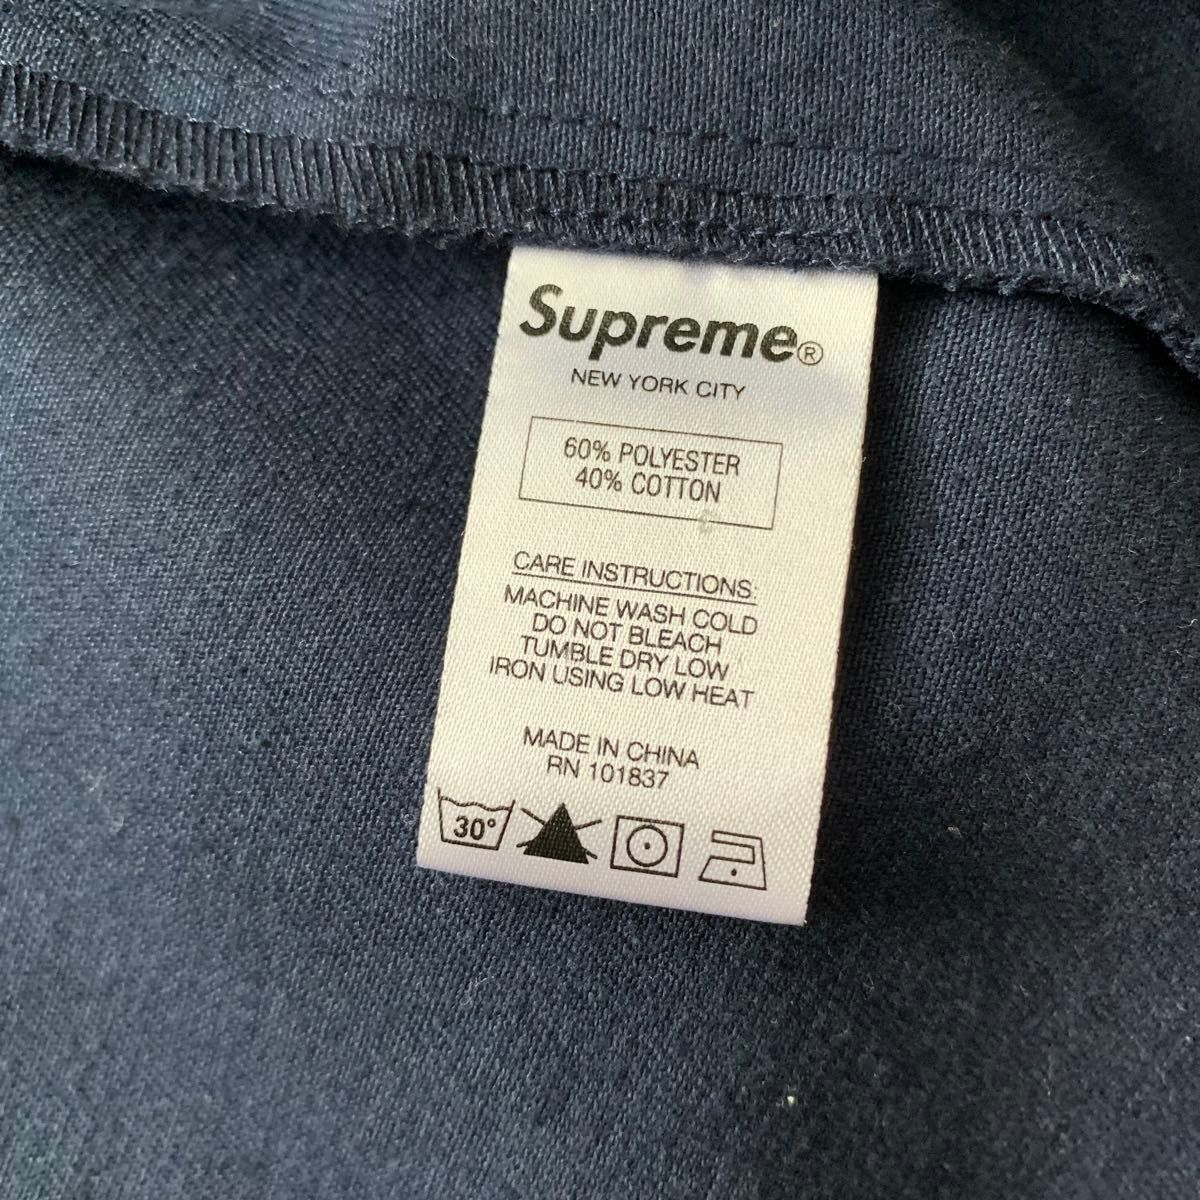 Supreme®
NEW YORK CITY
60% POLYESTER
40% COTTON
CARE INSTRUCTIONS:
MACHINE WASH COLD
DO NOT BLEACH
TUMBLE DRY LOW
IRON USING LOW HEAT
MADE IN CHINA
RN 101837
30°